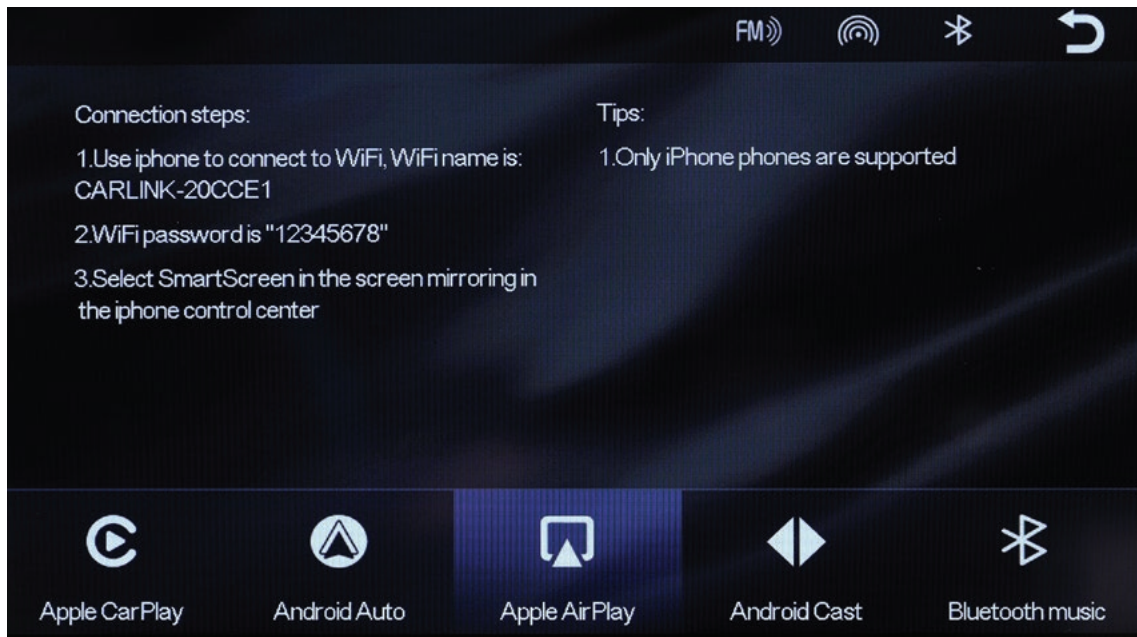 FM
Connection steps:
1.Use iphone to connect to WiFi, WiFi name is:
CARLINK-20CCE1
2.WiFi password is "12345678"
3.Select SmartScreen in the screen mirroring in
the iphone control center
Tips:
1.Only iPhone phones are supported
Apple CarPlay
Android Auto
Apple AirPlay
Android Cast
Bluetooth music